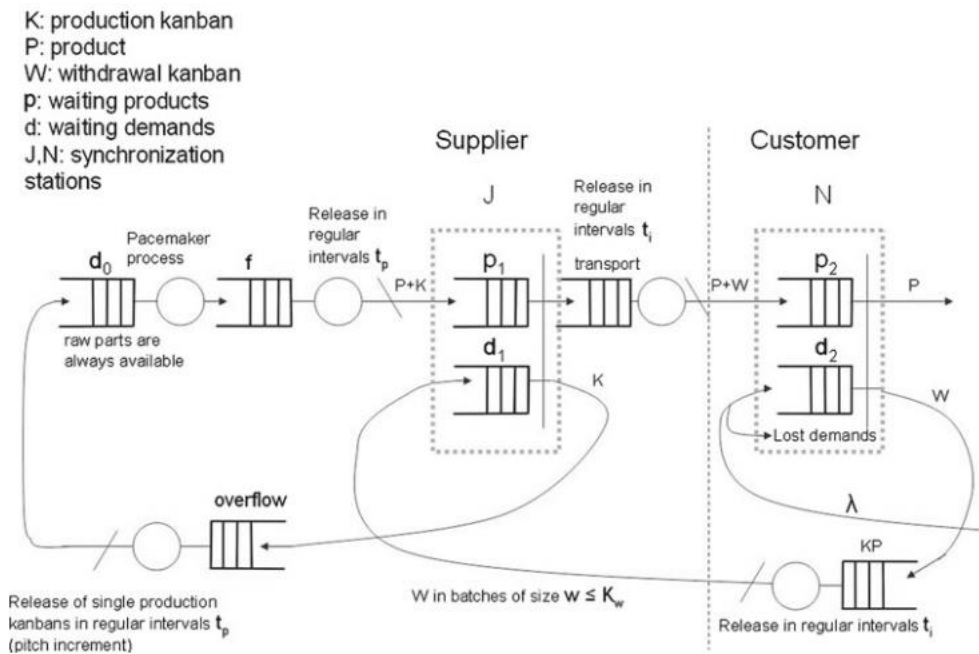 K: production kanban
P: product
W: withdrawal kanban
p: waiting products
d: waiting demands
J,N: synchronization
stations
Supplier
Customer
J
N
Release in
regular
intervals tp
Release in
regular
intervals ti
Pacemaker
process
d0
f
p1
transport
p2
P+K
P+W
P
raw parts are
always available
d1
K
d2
W
Lost demands
overflow
λ
KP
Release of single production
kanbans in regular intervals tp
(pitch increment)
W in batches of size w ≤ Kw
Release in regular intervals ti